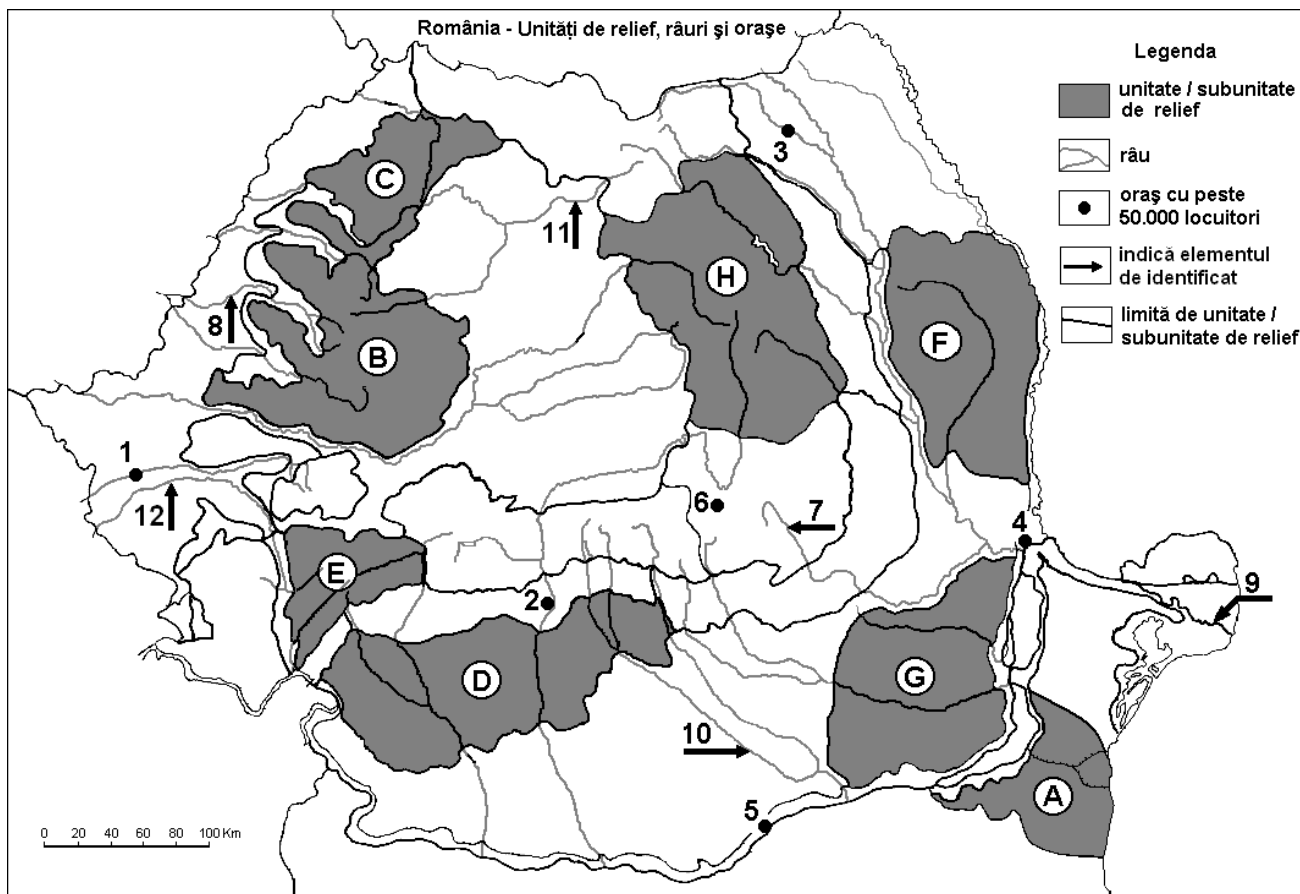 România - Unități de relief, râuri și orașe
Legenda
unitate / subunitate
de relief
râu
oraș cu peste
50.000 locuitori
indică elementul
de identificat
limită de unitate /
subunitate de relief
3
C
11
H
8
B
F
1
12
6
7
4
E
2
9
D
G
10
A
5
0 20 40 60 80 100 Km